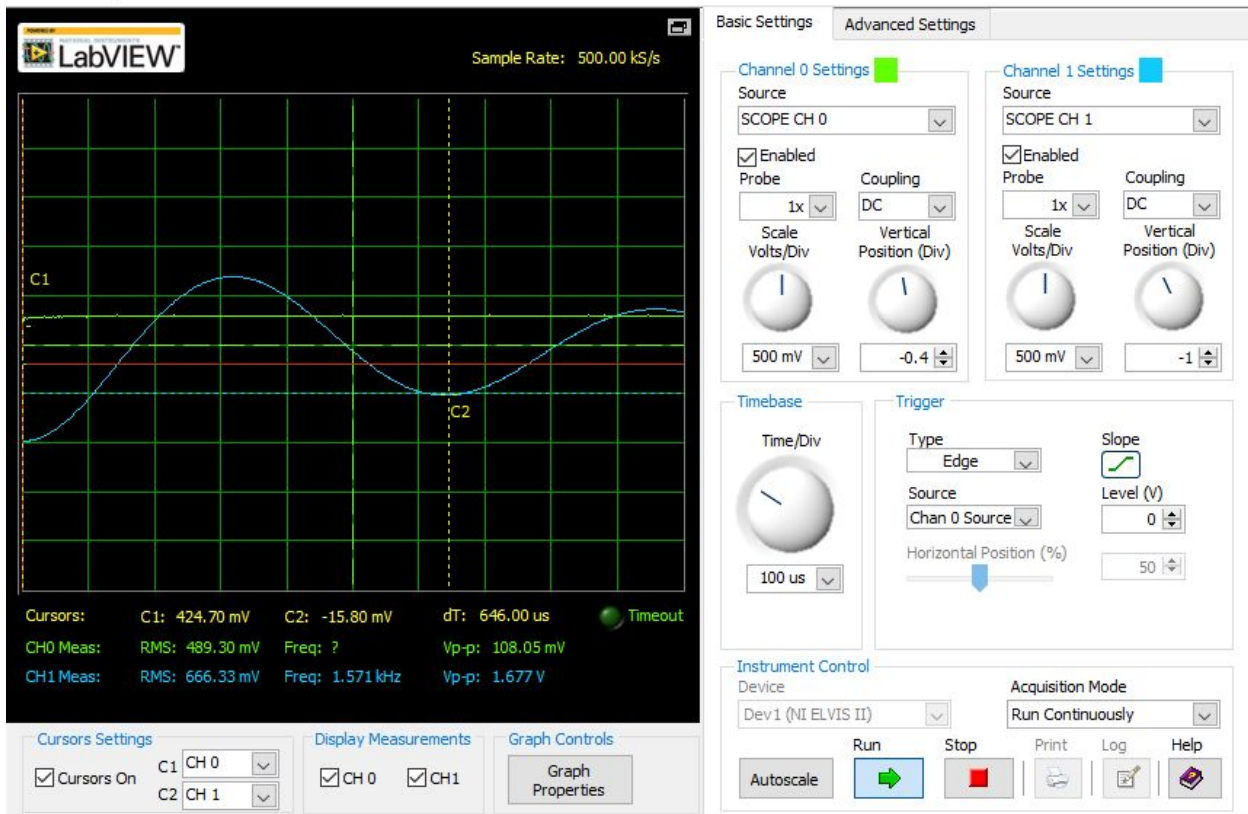 POWERED BY
NATIONAL INSTRUMENTS
LabVIEW™
Sample Rate: 500.00 kS/s
C1
C2
Cursors: C1: 424.70 mV C2: -15.80 mV dT: 646.00 us Timeout
CH0 Meas: RMS: 489.30 mV Freq: ? Vp-p: 108.05 mV
CH1 Meas: RMS: 666.33 mV Freq: 1.571 kHz Vp-p: 1.677 V
Cursors Settings
Cursors On
C1 CH 0
C2 CH 1
Display Measurements
CH 0 CH1
Graph Controls
Graph
Properties
Basic Settings Advanced Settings
Channel 0 Settings
Source
SCOPE CH 0
Enabled
Probe Coupling
1x DC
Scale Vertical
Volts/Div Position (Div)
500 mV -0.4
Channel 1 Settings
Source
SCOPE CH 1
Enabled
Probe Coupling
1x DC
Scale Vertical
Volts/Div Position (Div)
500 mV -1
Timebase
Time/Div
100 us
Trigger
Type Slope
Edge
Source Level (V)
Chan 0 Source 0
Horizontal Position (%)
50
Instrument Control
Device Acquisition Mode
Dev1 (NI ELVIS II) Run Continuously
Run Stop Print Log Help
Autoscale